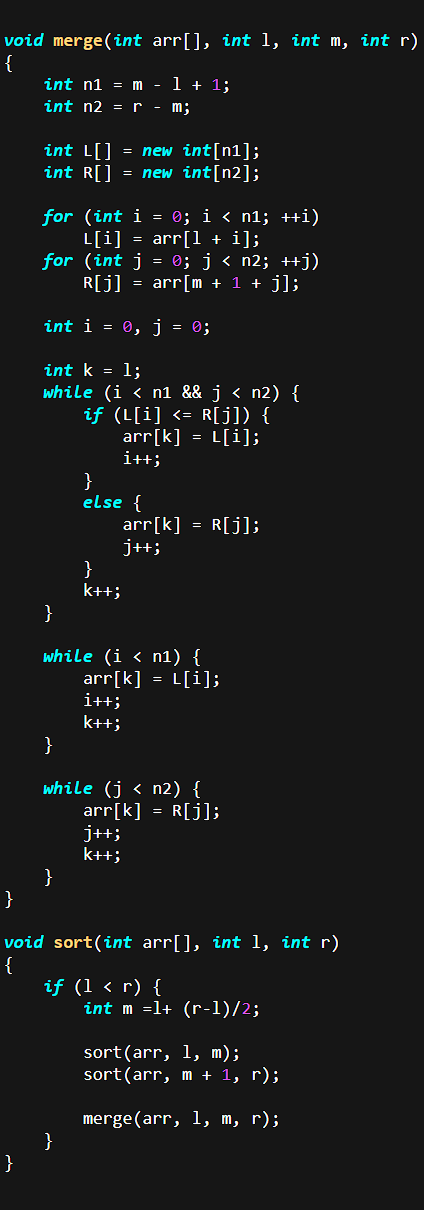 void merge(int arr[], int l, int m, int r)
{
    int n1 = m - l + 1;
    int n2 = r - m;

    int L[] = new int[n1];
    int R[] = new int[n2];

    for (int i = 0; i < n1; ++i)
        L[i] = arr[l + i];
    for (int j = 0; j < n2; ++j)
        R[j] = arr[m + 1 + j];

    int i = 0, j = 0;

    int k = l;
    while (i < n1 && j < n2) {
        if (L[i] <= R[j]) {
            arr[k] = L[i];
            i++;
        }
        else {
            arr[k] = R[j];
            j++;
        }
        k++;
    }

    while (i < n1) {
        arr[k] = L[i];
        i++;
        k++;
    }

    while (j < n2) {
        arr[k] = R[j];
        j++;
        k++;
    }
}

void sort(int arr[], int l, int r)
{
    if (l < r) {
        int m =l+ (r-l)/2;

        sort(arr, l, m);
        sort(arr, m + 1, r);

        merge(arr, l, m, r);
    }
}